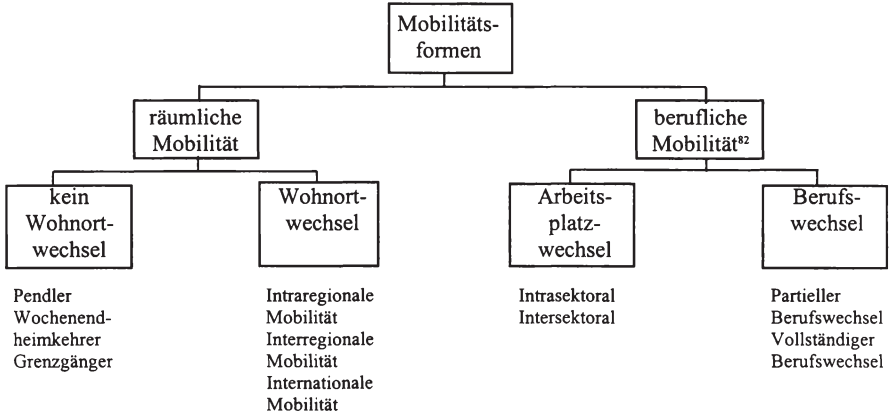 Mobilitäts-
formen
räumliche
Mobilität
berufliche
Mobilität⁸²
kein
Wohnort-
wechsel
Wohnort-
wechsel
Arbeits-
platz-
wechsel
Berufs-
wechsel
Pendler
Wochenend-
heimkehrer
Grenzgänger
Intraregionale
Mobilität
Interregionale
Mobilität
Internationale
Mobilität
Intrasektoral
Intersektoral
Partieller
Berufswechsel
Vollständiger
Berufswechsel